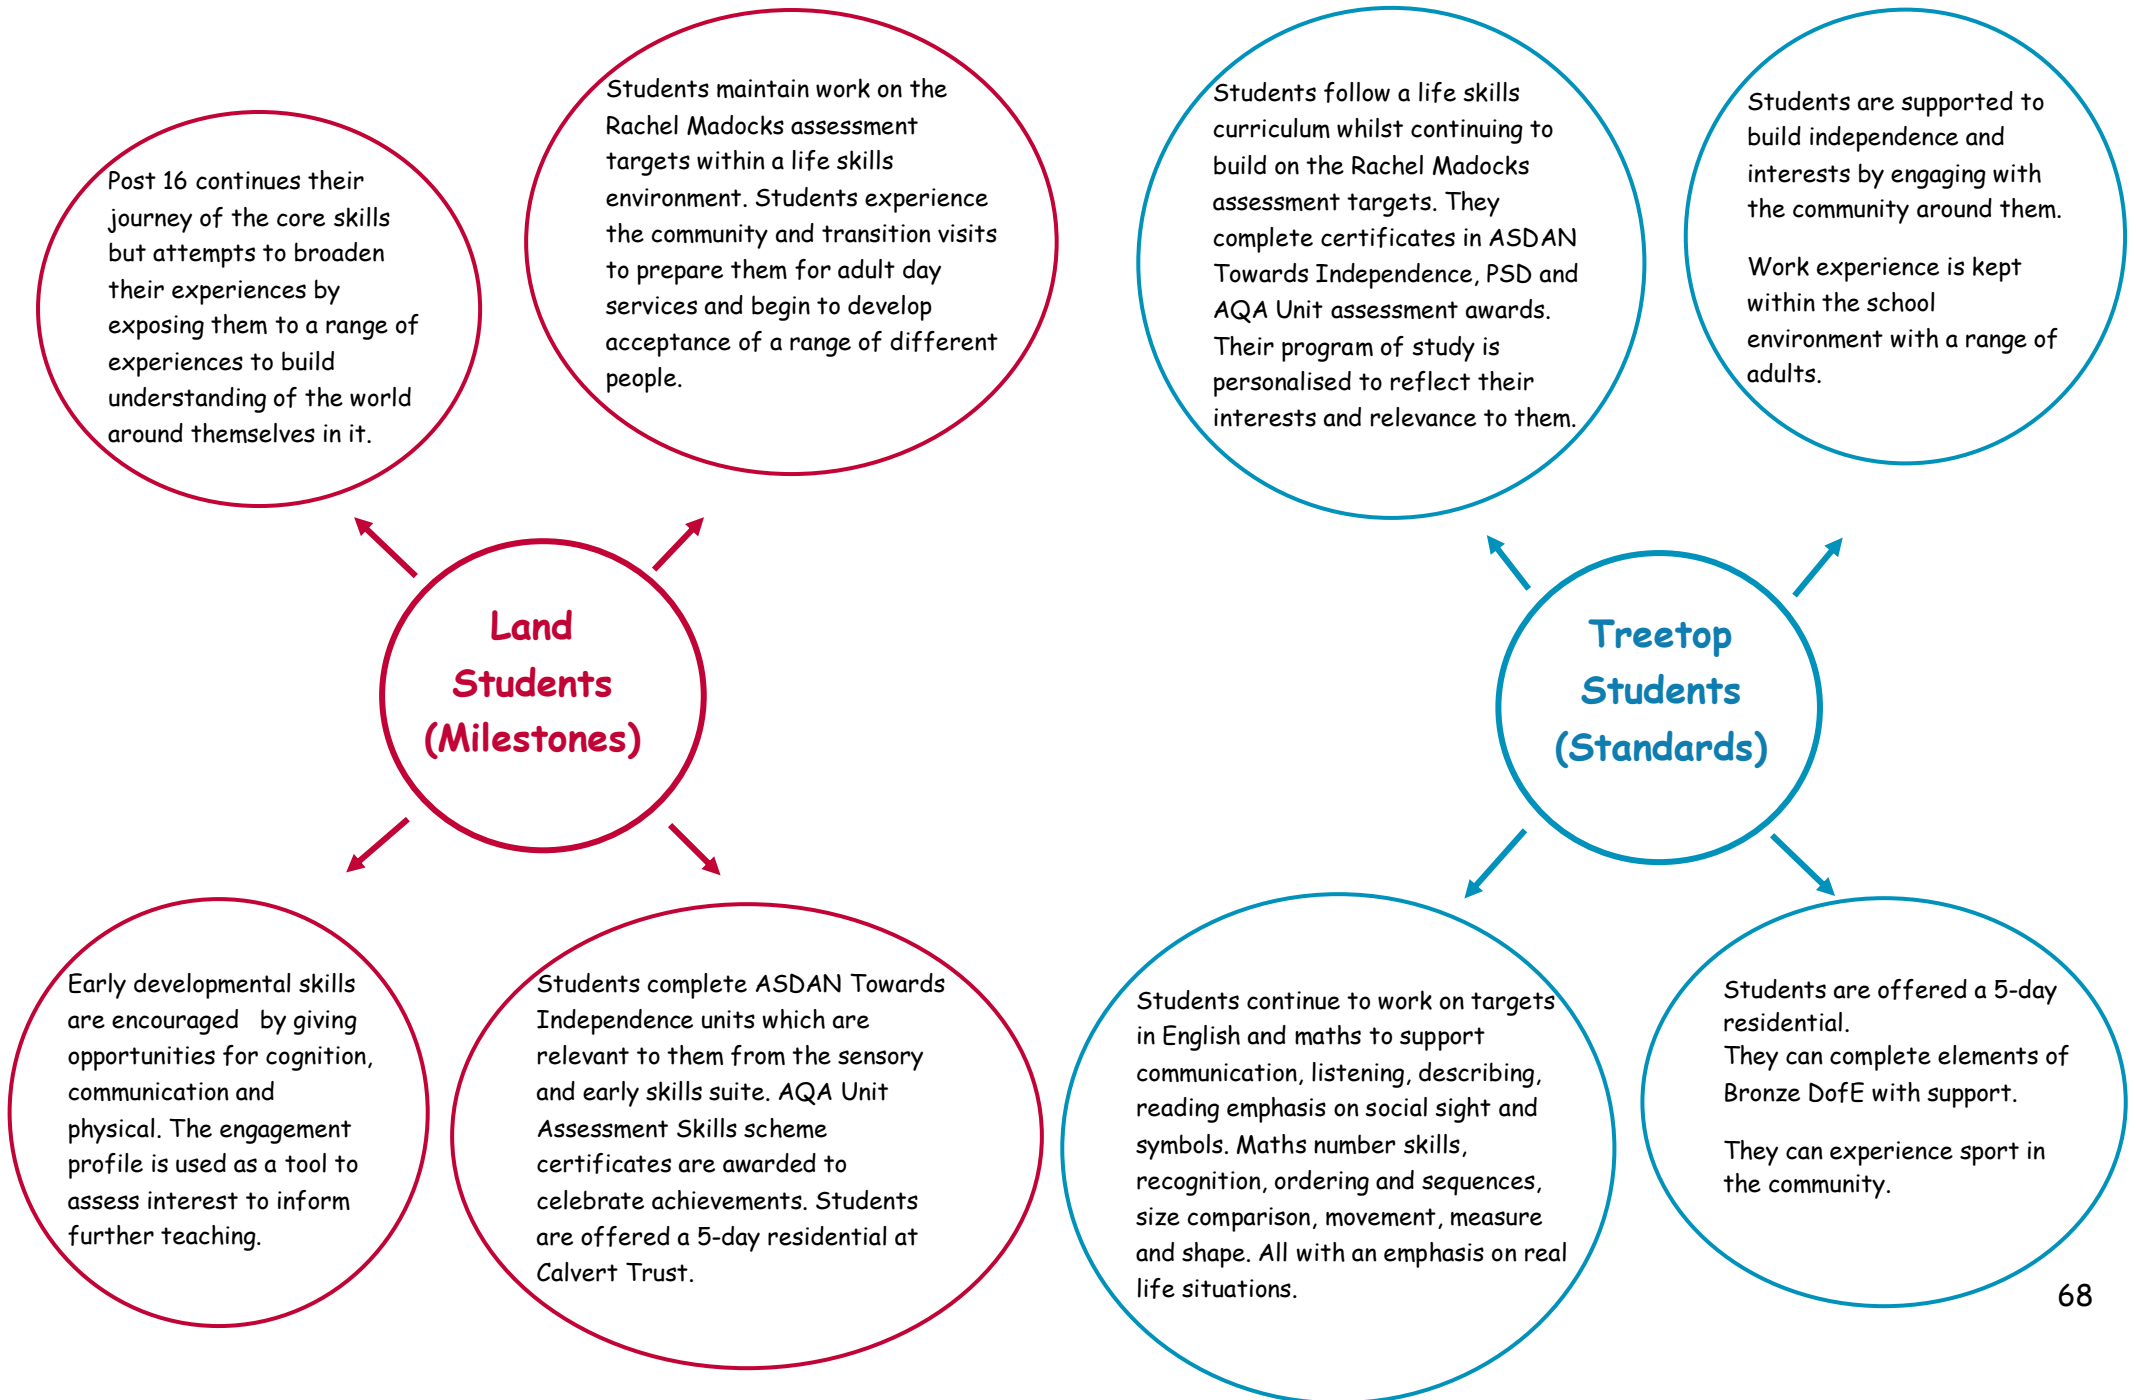 Post 16 continues their
journey of the core skills
but attempts to broaden
their experiences by
exposing them to a range of
experiences to build
understanding of the world
around themselves in it.
Students maintain work on the
Rachel Madocks assessment
targets within a life skills
environment. Students experience
the community and transition visits
to prepare them for adult day
services and begin to develop
acceptance of a range of different
people.
Land
Students
(Milestones)
Early developmental skills
are encouraged by giving
opportunities for cognition,
communication and
physical. The engagement
profile is used as a tool to
assess interest to inform
further teaching.
Students complete ASDAN Towards
Independence units which are
relevant to them from the sensory
and early skills suite. AQA Unit
Assessment Skills scheme
certificates are awarded to
celebrate achievements. Students
are offered a 5-day residential at
Calvert Trust.
Students follow a life skills
curriculum whilst continuing to
build on the Rachel Madocks
assessment targets. They
complete certificates in ASDAN
Towards Independence, PSD and
AQA Unit assessment awards.
Their program of study is
personalised to reflect their
interests and relevance to them.
Students are supported to
build independence and
interests by engaging with
the community around them.
Work experience is kept
within the school
environment with a range of
adults.
Treetop
Students
(Standards)
Students continue to work on targets
in English and maths to support
communication, listening, describing,
reading emphasis on social sight and
symbols. Maths number skills,
recognition, ordering and sequences,
size comparison, movement, measure
and shape. All with an emphasis on real
life situations.
Students are offered a 5-day
residential.
They can complete elements of
Bronze DofE with support.
They can experience sport in
the community.
68